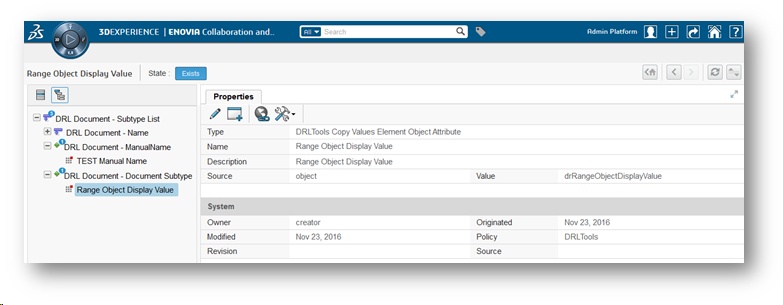 3DEXPERIENCE | ENOVIA Collaboration and..
All Search
Admin Platform
Range Object Display Value State : Exists
DRL Document - Subtype List
DRL Document - Name
DRL Document - ManualName
TEST Manual Name
DRL Document - Document Subtype
Range Object Display Value
Properties
Type DRLTools Copy Values Element Object Attribute
Name Range Object Display Value
Description Range Object Display Value
Source object Value drRangeObjectDisplayValue
System
Owner creator Originated Nov 23, 2016
Modified Nov 23, 2016 Policy DRLTools
Revision Source